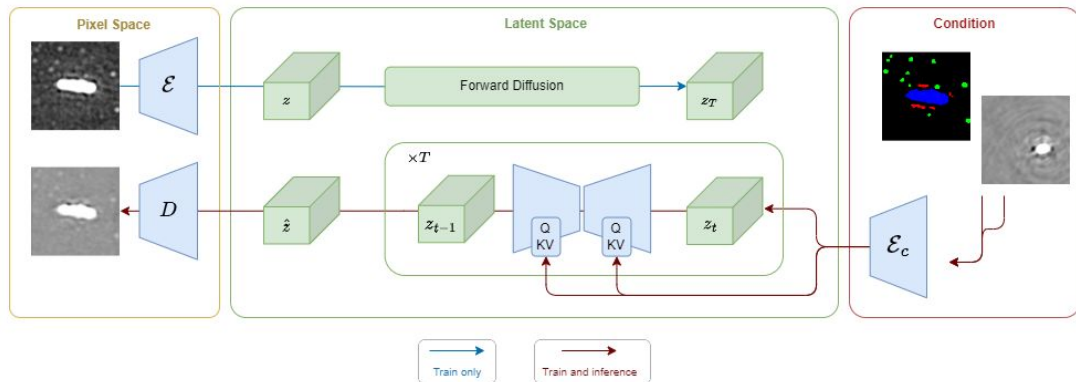 Pixel Space
Latent Space
Condition
ℰ
z
Forward Diffusion
z_T
×T
D
ẑ
z_{t−1}
Q
KV
Q
KV
z_t
ℰ_c
Train only
Train and inference